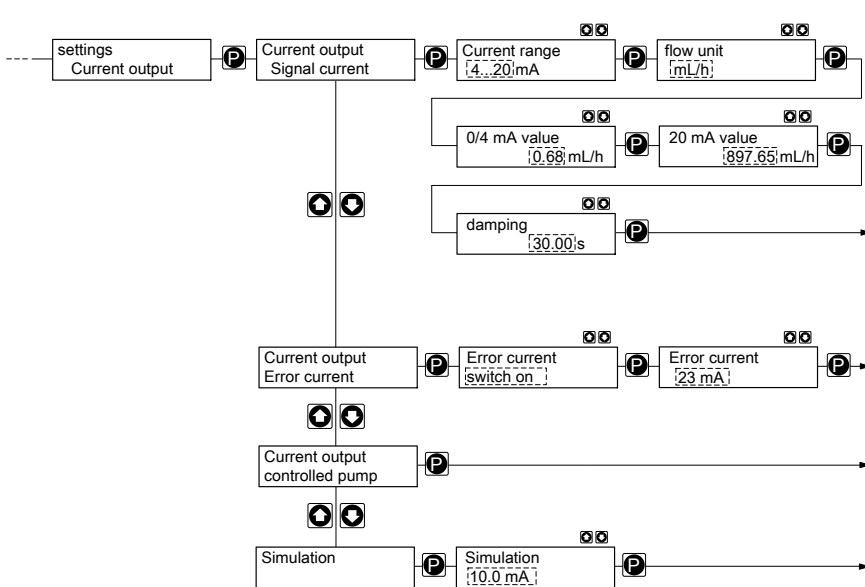 settings
Current output
P
Current output
Signal current
P
Current range
4...20 mA
P
flow unit
mL/h
P
0/4 mA value
0.68 mL/h
P
20 mA value
897.65 mL/h
P
damping
30.00 s
P
Current output
Error current
P
Error current
switch on
P
Error current
23 mA
P
Current output
controlled pump
P
Simulation
P
Simulation
10.0 mA
P